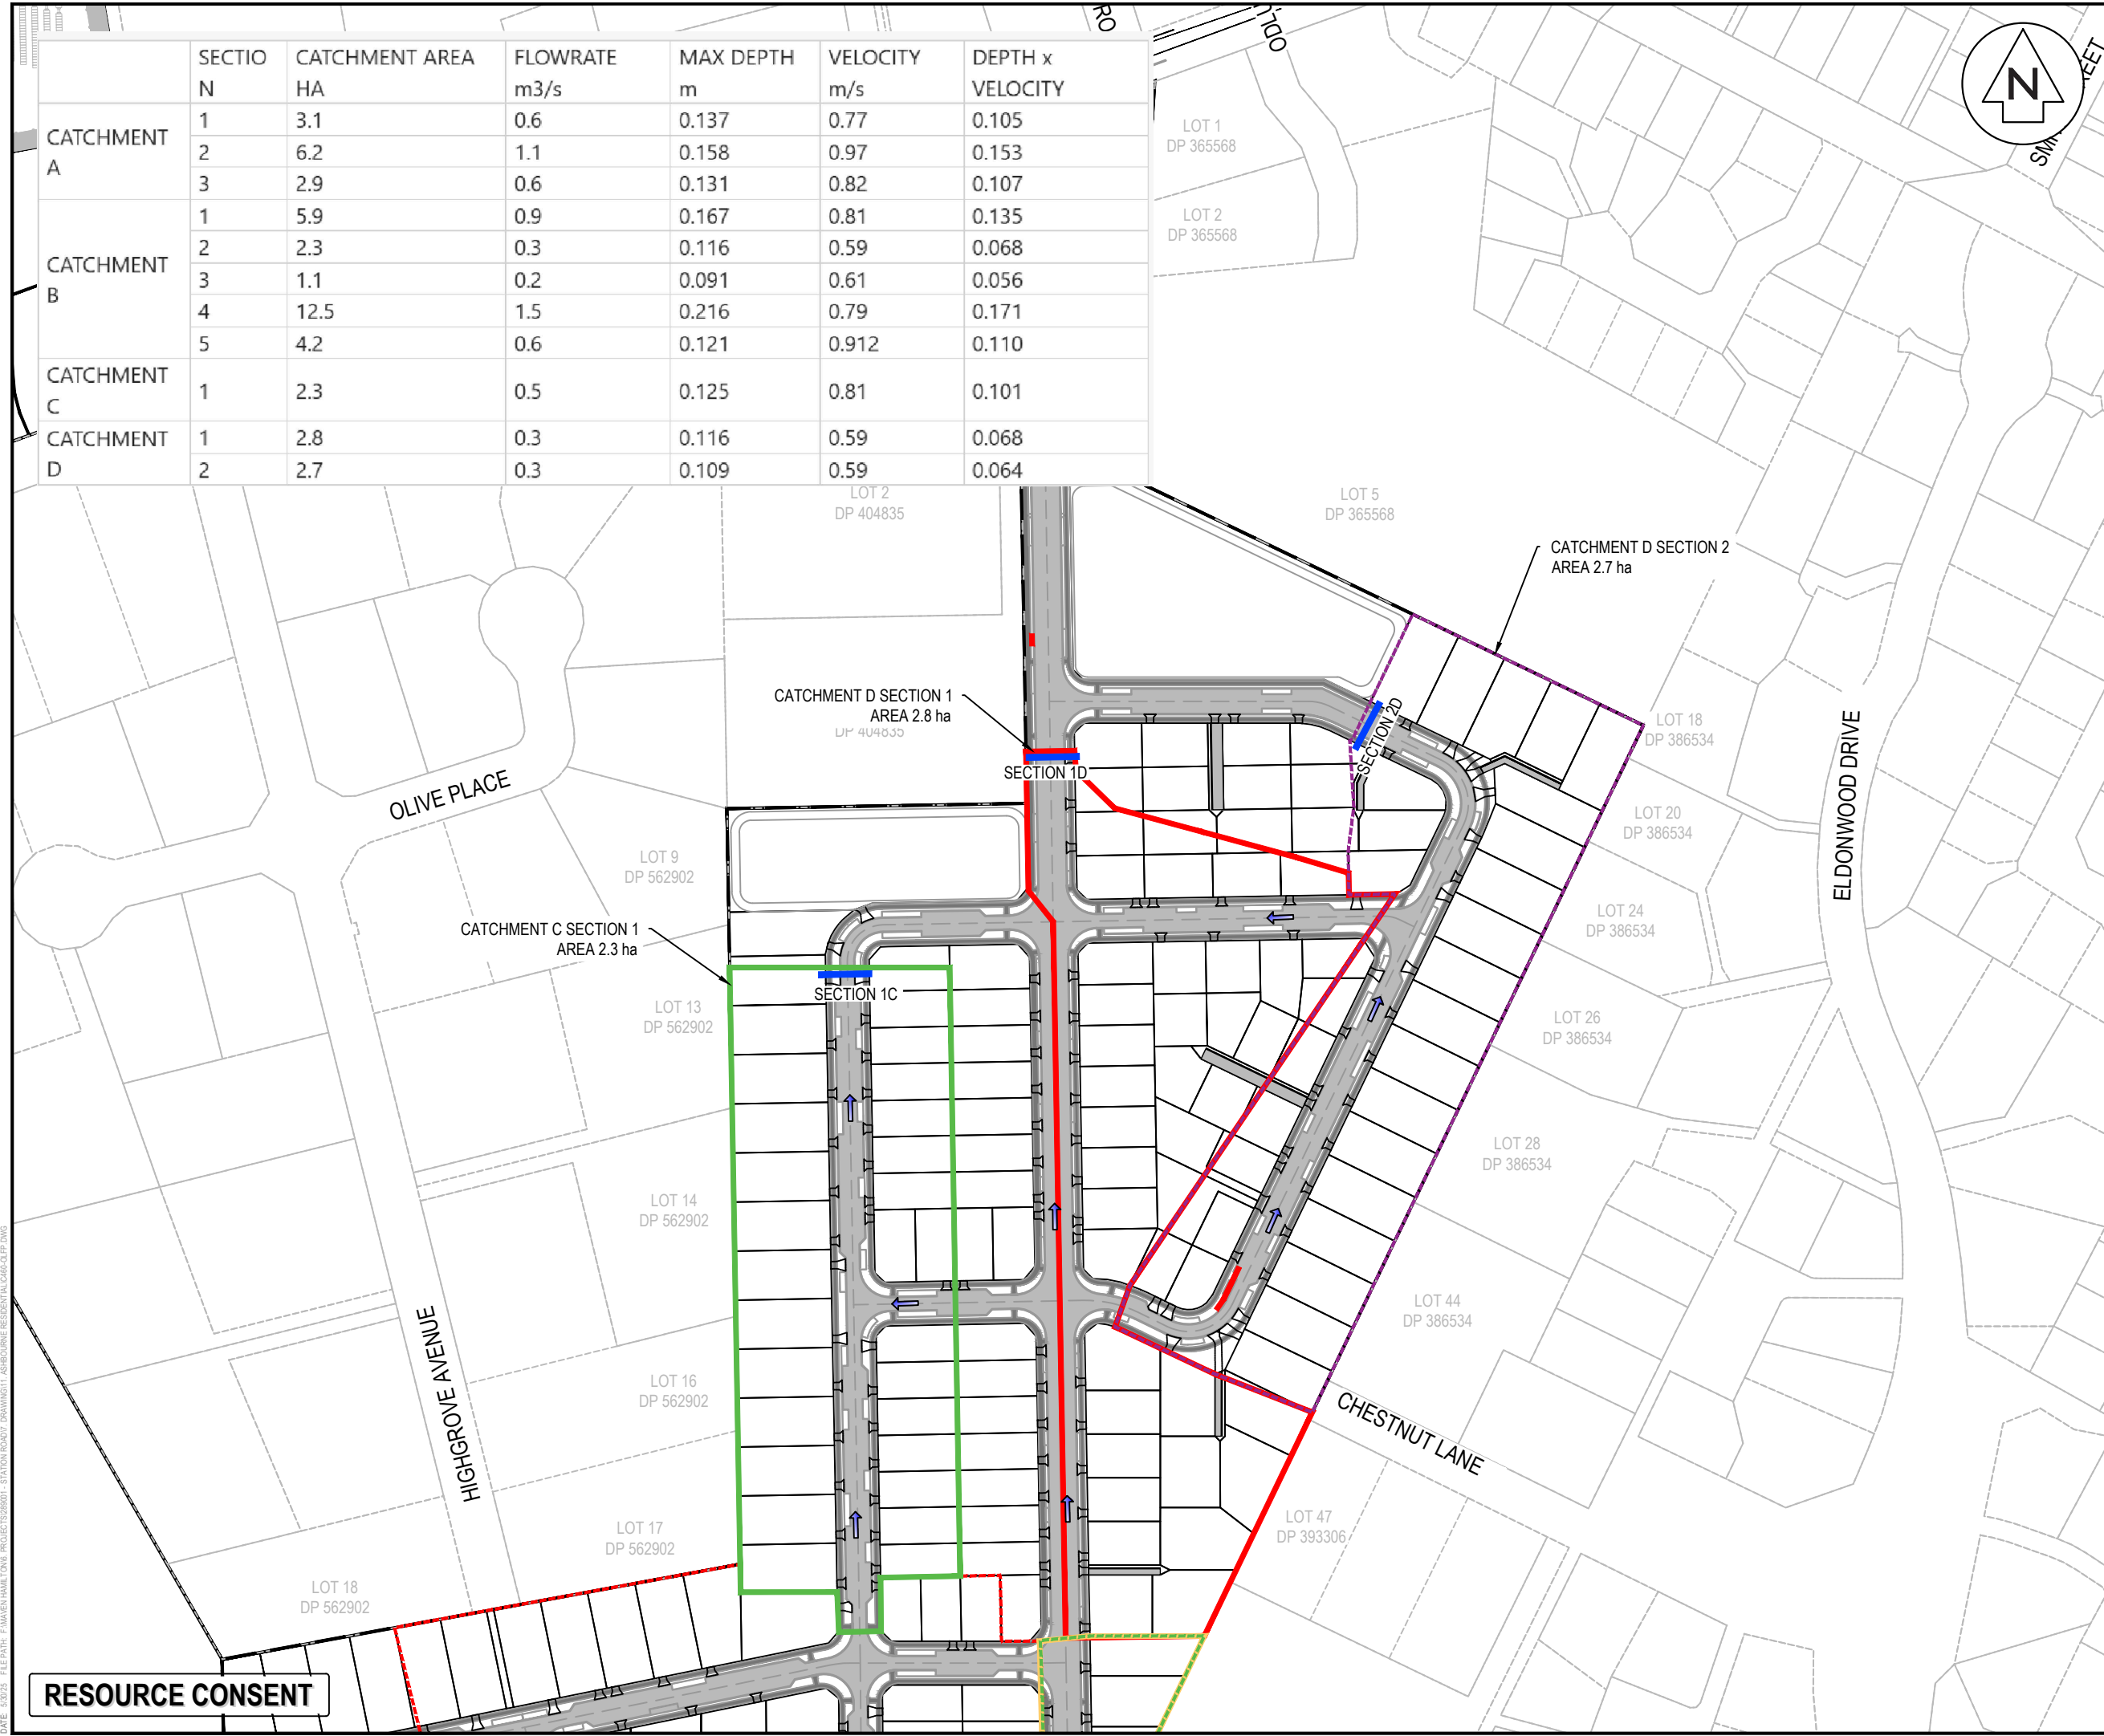 SECTIO CATCHMENT AREA FLOWRATE MAX DEPTH VELOCITY DEPTH x
N HA m3/s m m/s VELOCITY
CATCHMENT A
1 3.1 0.6 0.137 0.77 0.105
2 6.2 1.1 0.158 0.97 0.153
3 2.9 0.6 0.131 0.82 0.107
CATCHMENT B
1 5.9 0.9 0.167 0.81 0.135
2 2.3 0.3 0.116 0.59 0.068
3 1.1 0.2 0.091 0.61 0.056
4 12.5 1.5 0.216 0.79 0.171
5 4.2 0.6 0.121 0.912 0.110
CATCHMENT C
1 2.3 0.5 0.125 0.81 0.101
CATCHMENT D
1 2.8 0.3 0.116 0.59 0.068
2 2.7 0.3 0.109 0.59 0.064
RO
OLD
N
LOT 1
DP 365568
LOT 2
DP 365568
LOT 2
DP 404835
LOT 5
DP 365568
CATCHMENT D SECTION 2
AREA 2.7 ha
CATCHMENT D SECTION 1
AREA 2.8 ha
DP 404835
SECTION 1D
SECTION 2D
LOT 18
DP 386534
ELDONWOOD DRIVE
OLIVE PLACE
LOT 20
DP 386534
LOT 9
DP 562902
LOT 24
DP 386534
CATCHMENT C SECTION 1
AREA 2.3 ha
SECTION 1C
LOT 13
DP 562902
LOT 26
DP 386534
LOT 28
DP 386534
LOT 14
DP 562902
LOT 44
DP 386534
HIGHGROVE AVENUE
LOT 16
DP 562902
CHESTNUT LANE
LOT 17
DP 562902
LOT 47
DP 393306
LOT 18
DP 562902
RESOURCE CONSENT